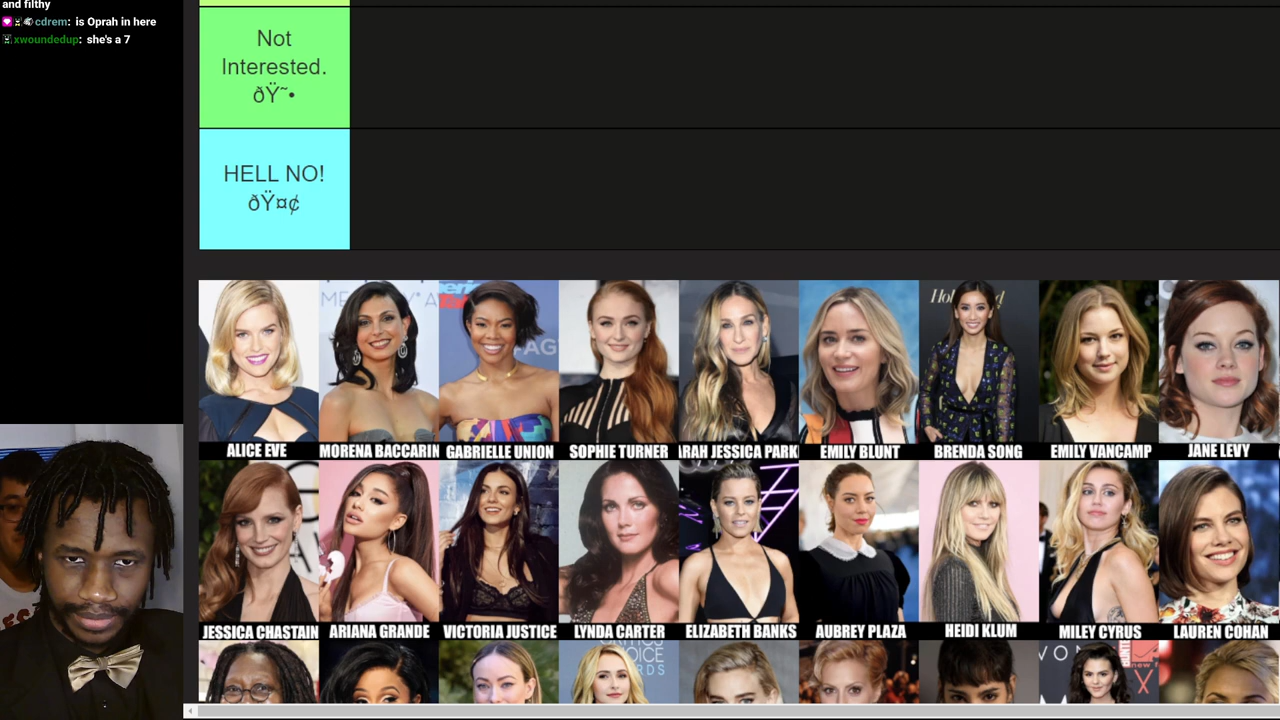 and filthy
cdrem: is Oprah in here
xwoundedup: she's a 7
Not
Interested.
ðŸ˜•
HELL NO!
ðŸ¤¢
ALICE EVE
MORENA BACCARIN
GABRIELLE UNION
SOPHIE TURNER
ARAH JESSICA PARK
EMILY BLUNT
BRENDA SONG
EMILY VANCAMP
JANE LEVY
JESSICA CHASTAIN
ARIANA GRANDE
VICTORIA JUSTICE
LYNDA CARTER
ELIZABETH BANKS
AUBREY PLAZA
HEIDI KLUM
MILEY CYRUS
LAUREN COHAN